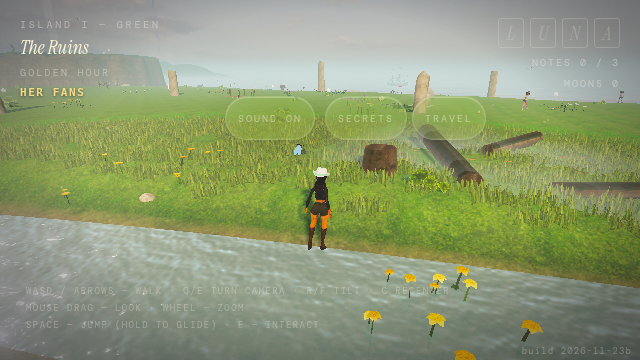 ISLAND I — GREEN
The Ruins
GOLDEN HOUR
HER FANS
LUNA
NOTES 0 / 3
MOONS 0
SOUND ON
SECRETS
TRAVEL
WASD / ARROWS — WALK · Q/E TURN CAMERA · R/F TILT · C RECENTER
MOUSE DRAG — LOOK · WHEEL — ZOOM
SPACE — JUMP (HOLD TO GLIDE) · E — INTERACT
build 2026-11-23b